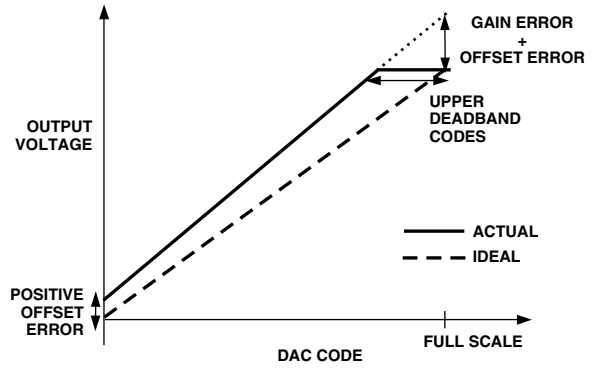 GAIN ERROR
+
OFFSET ERROR
UPPER
DEADBAND
CODES
OUTPUT
VOLTAGE
ACTUAL
IDEAL
POSITIVE
OFFSET
ERROR
FULL SCALE
DAC CODE